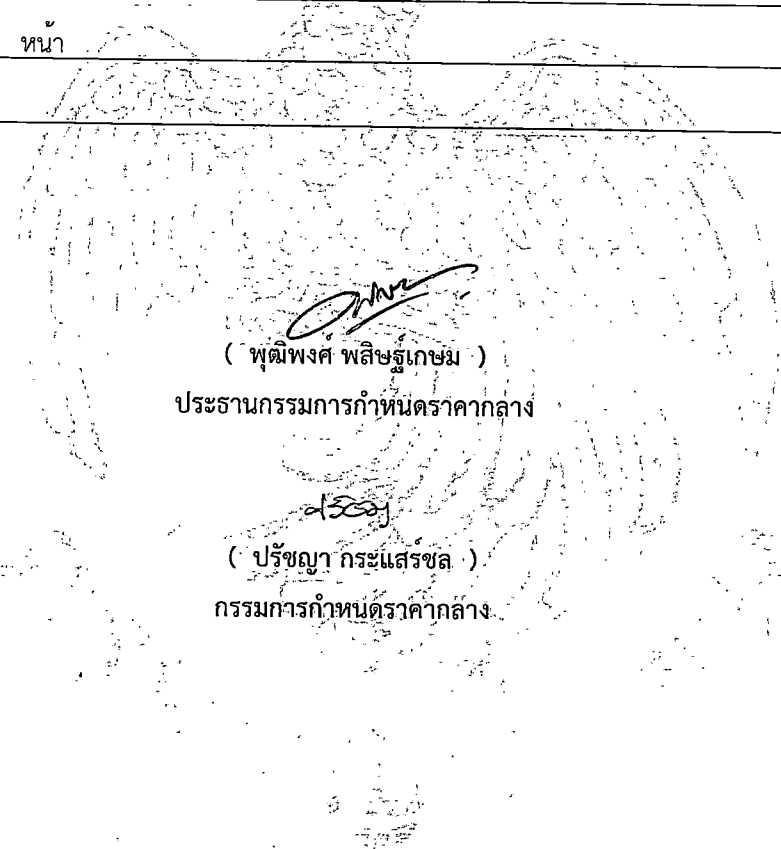 หน้า
( พุฒิพงศ์ พสิษฐ์เกษม )
ประธานกรรมการกำหนดราคากลาง
( ปรัชญา กระแสร์ชล )
กรรมการกำหนดราคากลาง